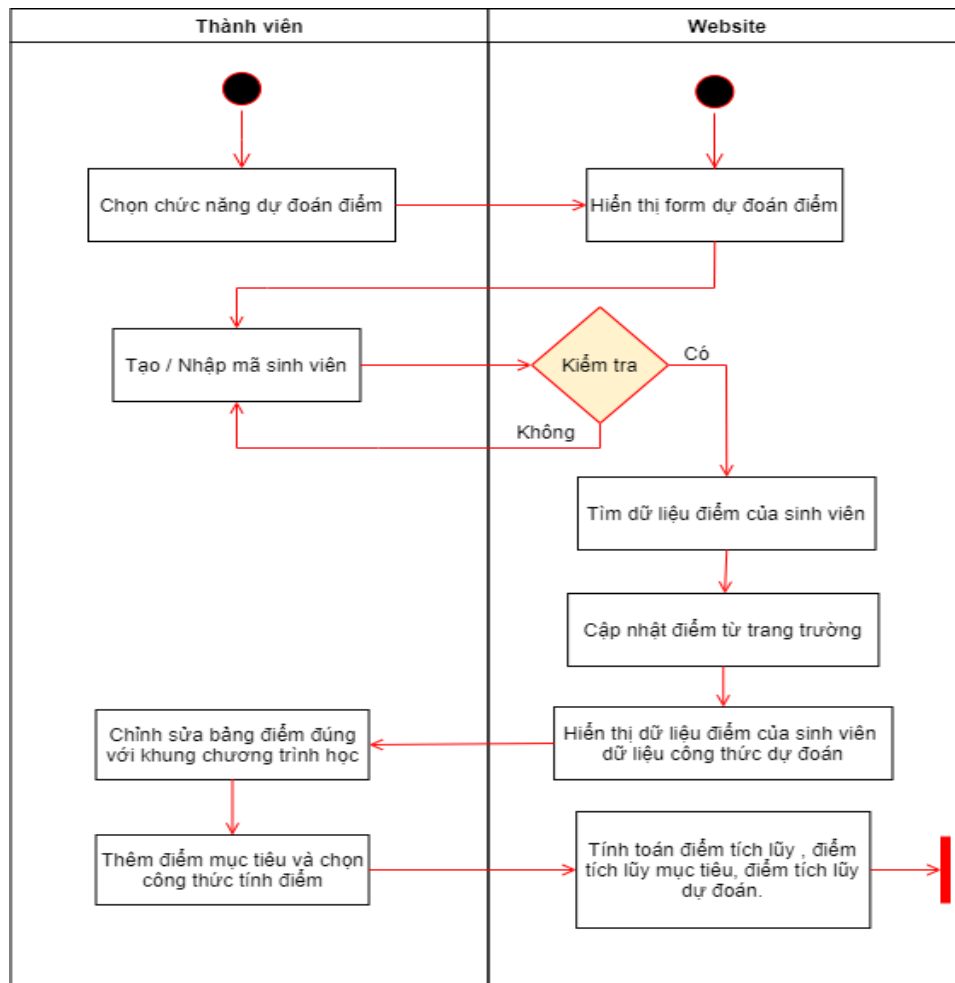 Thành viên
Website
Chọn chức năng dự đoán điểm
Hiển thị form dự đoán điểm
Tạo / Nhập mã sinh viên
Kiểm tra
Có
Không
Tìm dữ liệu điểm của sinh viên
Cập nhật điểm từ trang trường
Hiển thị dữ liệu điểm của sinh viên
dữ liệu công thức dự đoán
Chỉnh sửa bảng điểm đúng
với khung chương trình học
Thêm điểm mục tiêu và chọn
công thức tính điểm
Tính toán điểm tích lũy , điểm
tích lũy mục tiêu, điểm tích lũy
dự đoán.